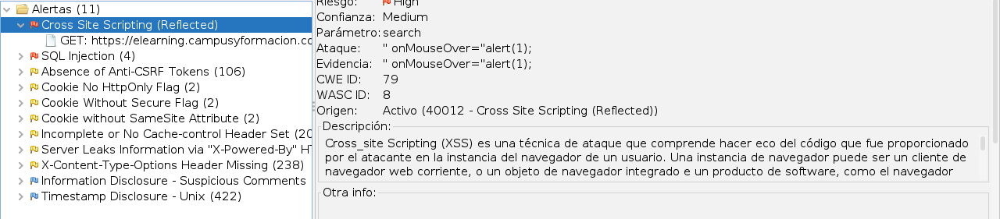 Alertas (11)
Cross Site Scripting (Reflected)
GET: https://elearning.campusyformacion.co
SQL Injection (4)
Absence of Anti-CSRF Tokens (106)
Cookie No HttpOnly Flag (2)
Cookie Without Secure Flag (2)
Cookie without SameSite Attribute (2)
Incomplete or No Cache-control Header Set (20
Server Leaks Information via "X-Powered-By" HT
X-Content-Type-Options Header Missing (238)
Information Disclosure - Suspicious Comments
Timestamp Disclosure - Unix (422)
Riesgo: High
Confianza: Medium
Parámetro: search
Ataque: " onMouseOver="alert(1);
Evidencia: " onMouseOver="alert(1);
CWE ID: 79
WASC ID: 8
Origen: Activo (40012 - Cross Site Scripting (Reflected))
Descripción:
Cross_site Scripting (XSS) es una técnica de ataque que comprende hacer eco del código que fue proporcionado
por el atacante en la instancia del navegador de un usuario. Una instancia de navegador puede ser un cliente de
navegador web corriente, o un objeto de navegador integrado e un producto de software, como el navegador
Otra info: